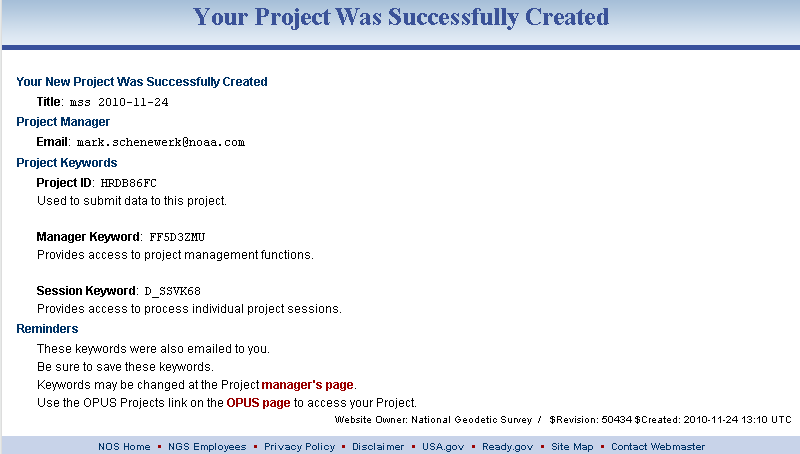 Your Project Was Successfully Created
Your New Project Was Successfully Created
Title: mss 2010-11-24
Project Manager
Email: mark.schenewerk@noaa.com
Project Keywords
Project ID: HRDB86FC
Used to submit data to this project.
Manager Keyword: FF5D3ZMU
Provides access to project management functions.
Session Keyword: D_SSVK68
Provides access to process individual project sessions.
Reminders
These keywords were also emailed to you.
Be sure to save these keywords.
Keywords may be changed at the Project manager's page.
Use the OPUS Projects link on the OPUS page to access your Project.
Website Owner: National Geodetic Survey / $Revision: 50434 $Created: 2010-11-24 13:10 UTC
NOS Home • NGS Employees • Privacy Policy • Disclaimer • USA.gov • Ready.gov • Site Map • Contact Webmaster